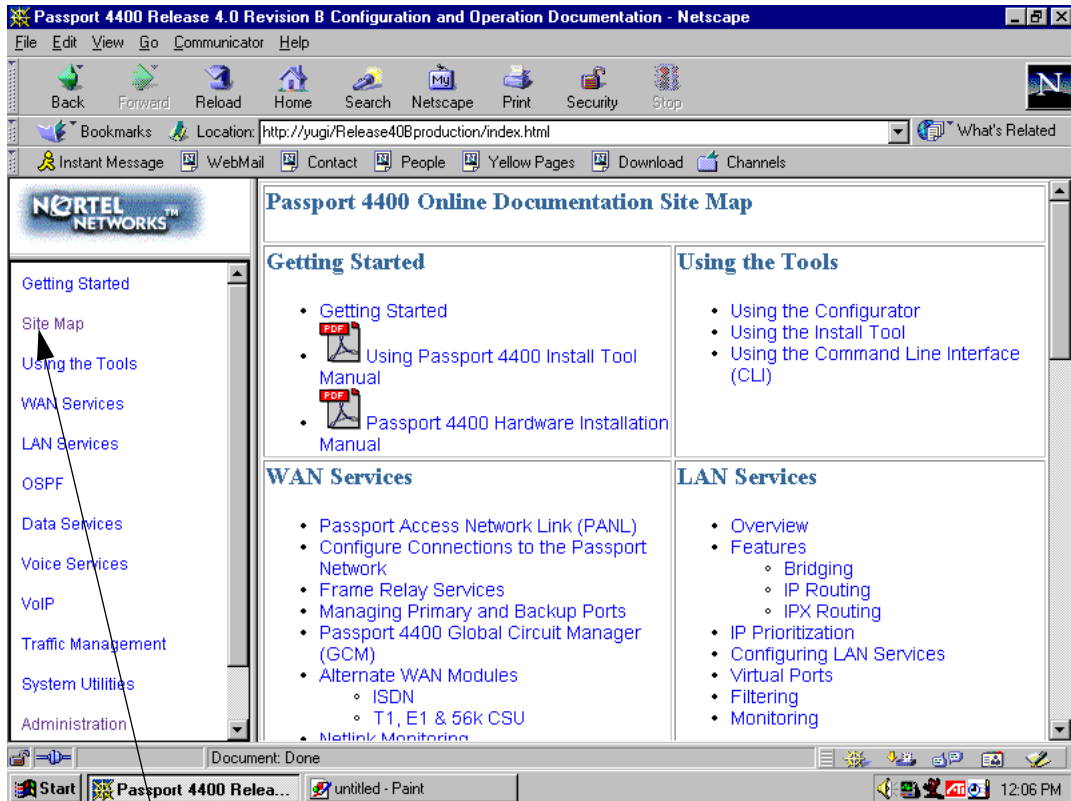 Passport 4400 Release 4.0 Revision B Configuration and Operation Documentation - Netscape
File Edit View Go Communicator Help
Back Forward Reload Home Search Netscape Print Security Stop
My
N
Bookmarks Location: http://yugi/Release40Bproduction/index.html What's Related
Instant Message WebMail Contact People Yellow Pages Download Channels
NORTEL NETWORKS TM
Getting Started
Site Map
Using the Tools
WAN Services
LAN Services
OSPF
Data Services
Voice Services
VoIP
Traffic Management
System Utilities
Administration
Passport 4400 Online Documentation Site Map
Getting Started
Getting Started
PDF
Using Passport 4400 Install Tool
Manual
PDF
Passport 4400 Hardware Installation
Manual
Using the Tools
Using the Configurator
Using the Install Tool
Using the Command Line Interface
(CLI)
WAN Services
Passport Access Network Link (PANL)
Configure Connections to the Passport
Network
Frame Relay Services
Managing Primary and Backup Ports
Passport 4400 Global Circuit Manager
(GCM)
Alternate WAN Modules
ISDN
T1, E1 & 56k CSU
Netlink Monitoring
LAN Services
Overview
Features
Bridging
IP Routing
IPX Routing
IP Prioritization
Configuring LAN Services
Virtual Ports
Filtering
Monitoring
Document: Done
Start Passport 4400 Relea... untitled - Paint ATI 12:06 PM